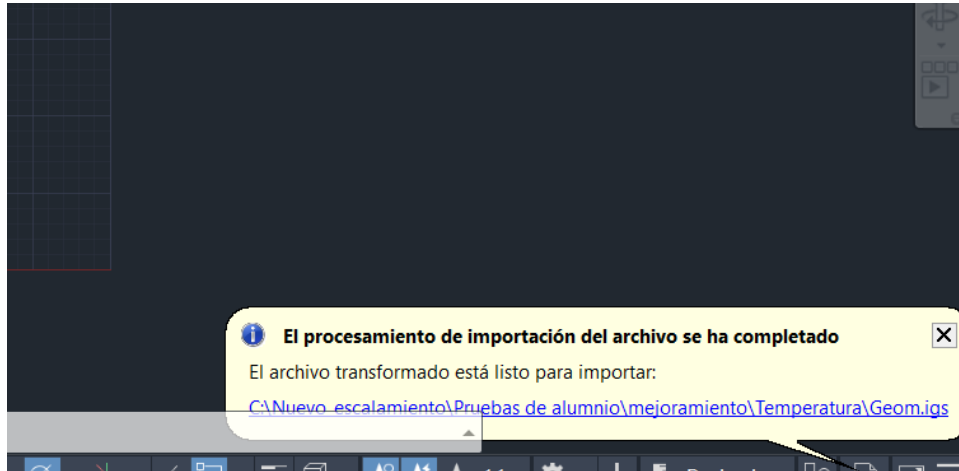 El procesamiento de importación del archivo se ha completado
El archivo transformado está listo para importar:
C:\Nuevo_escalamiento\Pruebas de alumnio\mejoramiento\Temperatura\Geom.igs